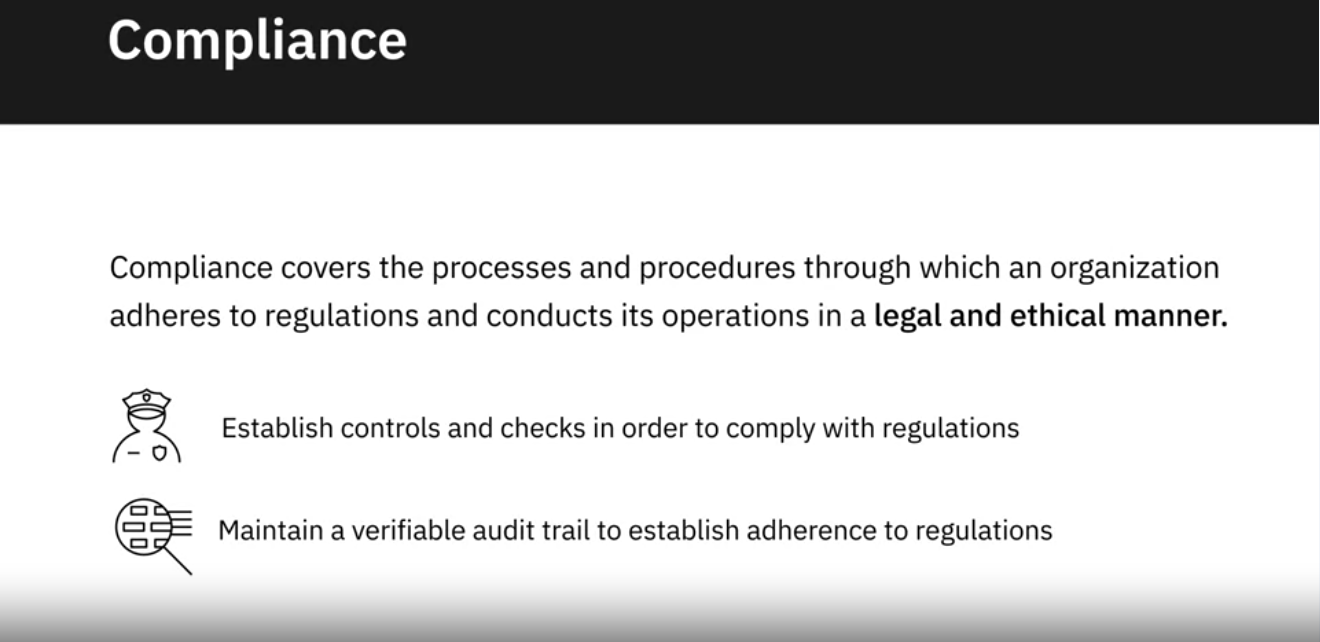 Compliance
Compliance covers the processes and procedures through which an organization
adheres to regulations and conducts its operations in a legal and ethical manner.
Establish controls and checks in order to comply with regulations
Maintain a verifiable audit trail to establish adherence to regulations